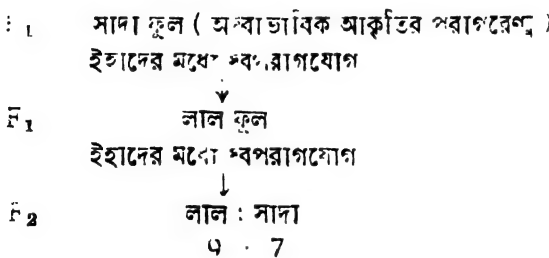 সাদা ফুল ( অস্বাভাবিক আকৃতির পরাগরেণু )
ইহাদের মধ্যে স্বপরাগযোগ
↓
F₁ লাল ফুল
ইহাদের মধ্যে স্বপরাগযোগ
↓
F₂ লাল : সাদা
9 : 7